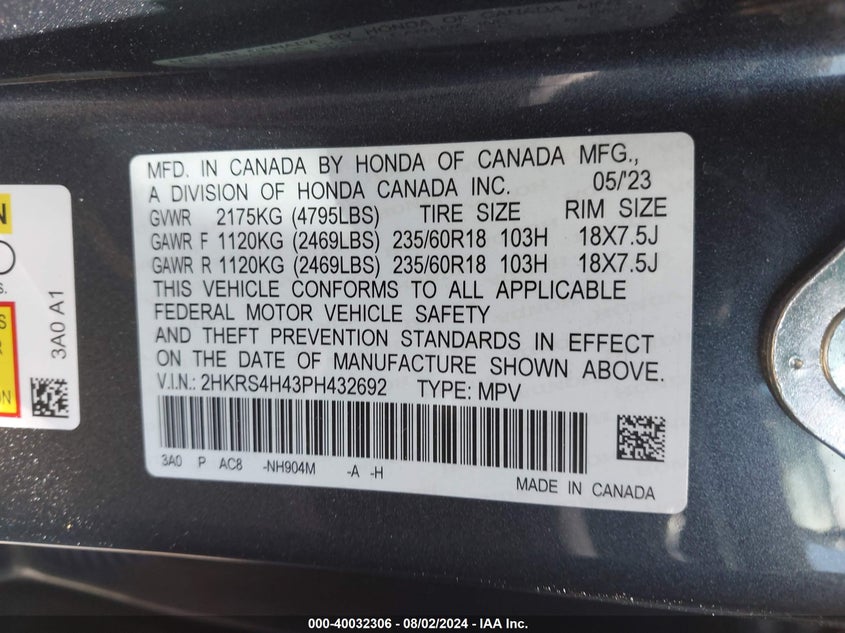 MFD. IN CANADA BY HONDA OF CANADA MFG.,
A DIVISION OF HONDA CANADA INC. 05/'23
GVWR 2175KG (4795LBS) TIRE SIZE RIM SIZE
GAWR F 1120KG (2469LBS) 235/60R18 103H 18X7.5J
GAWR R 1120KG (2469LBS) 235/60R18 103H 18X7.5J
THIS VEHICLE CONFORMS TO ALL APPLICABLE
FEDERAL MOTOR VEHICLE SAFETY
AND THEFT PREVENTION STANDARDS IN EFFECT
ON THE DATE OF MANUFACTURE SHOWN ABOVE.
V.I.N.: 2HKRS4H43PH432692 TYPE: MPV
3A0 P AC8 -NH904M -A -H
MADE IN CANADA
3A0 A1
000-40032306 - 08/02/2024 - IAA Inc.